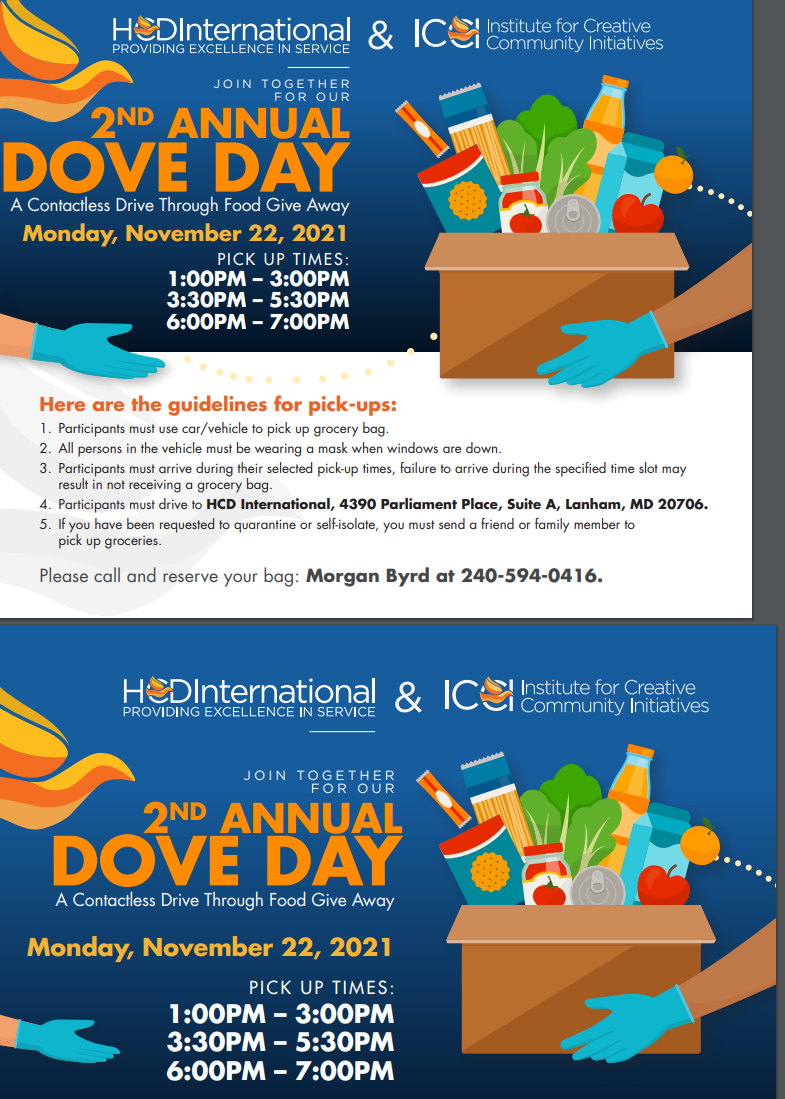 HCDInternational & ICCI Institute for Creative
PROVIDING EXCELLENCE IN SERVICE Community Initiatives
JOIN TOGETHER
FOR OUR
2ND ANNUAL
DOVE DAY
A Contactless Drive Through Food Give Away
Monday, November 22, 2021
PICK UP TIMES:
1:00PM – 3:00PM
3:30PM – 5:30PM
6:00PM – 7:00PM
Here are the guidelines for pick-ups:
1. Participants must use car/vehicle to pick up grocery bag.
2. All persons in the vehicle must be wearing a mask when windows are down.
3. Participants must arrive during their selected pick-up times, failure to arrive during the specified time slot may
result in not receiving a grocery bag.
4. Participants must drive to HCD International, 4390 Parliament Place, Suite A, Lanham, MD 20706.
5. If you have been requested to quarantine or self-isolate, you must send a friend or family member to
pick up groceries.
Please call and reserve your bag: Morgan Byrd at 240-594-0416.
HCDInternational & ICCI Institute for Creative
PROVIDING EXCELLENCE IN SERVICE Community Initiatives
JOIN TOGETHER
FOR OUR
2ND ANNUAL
DOVE DAY
A Contactless Drive Through Food Give Away
Monday, November 22, 2021
PICK UP TIMES:
1:00PM – 3:00PM
3:30PM – 5:30PM
6:00PM – 7:00PM